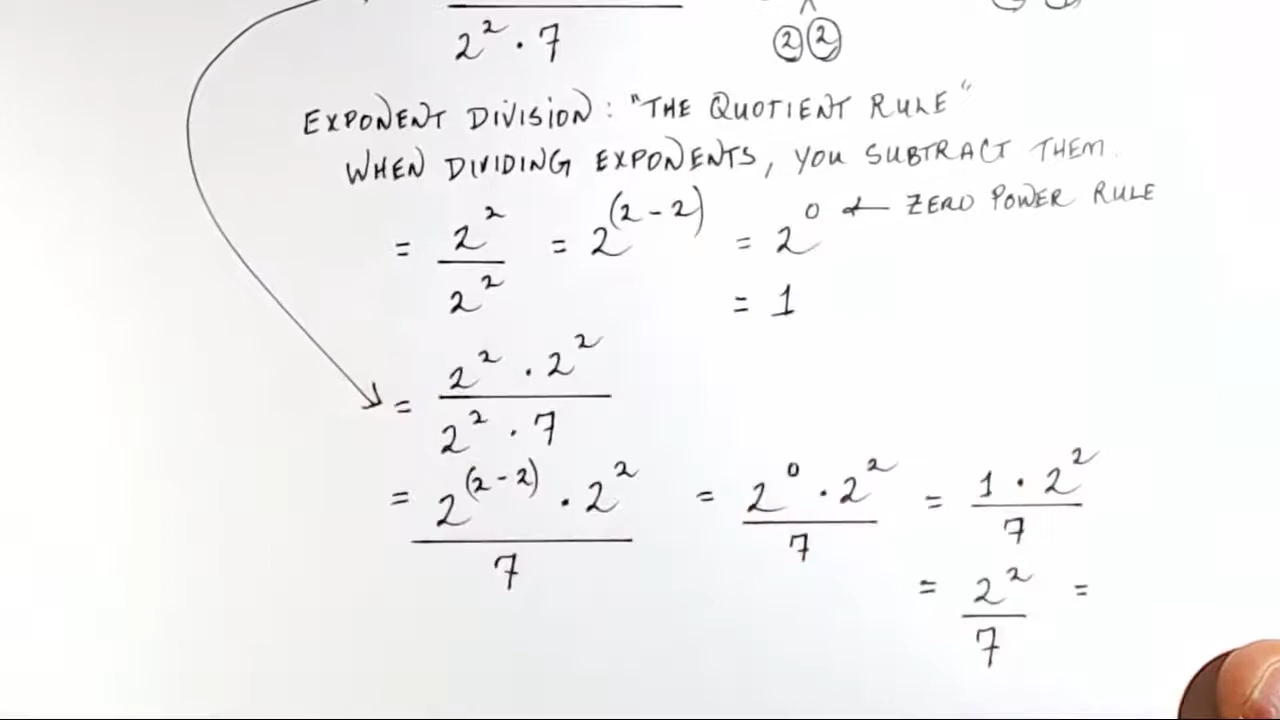 2² · 7
② ②
EXPONENT DIVISION: "THE QUOTIENT RULE"
WHEN DIVIDING EXPONENTS, YOU SUBTRACT THEM.
= 2²/2² = 2^(2-2) = 2⁰ ← ZERO POWER RULE
= 1
= 2² · 2² / 2² · 7
= 2^(2-2) · 2² / 7 = 2⁰ · 2² / 7 = 1 · 2² / 7
= 2²/7 =